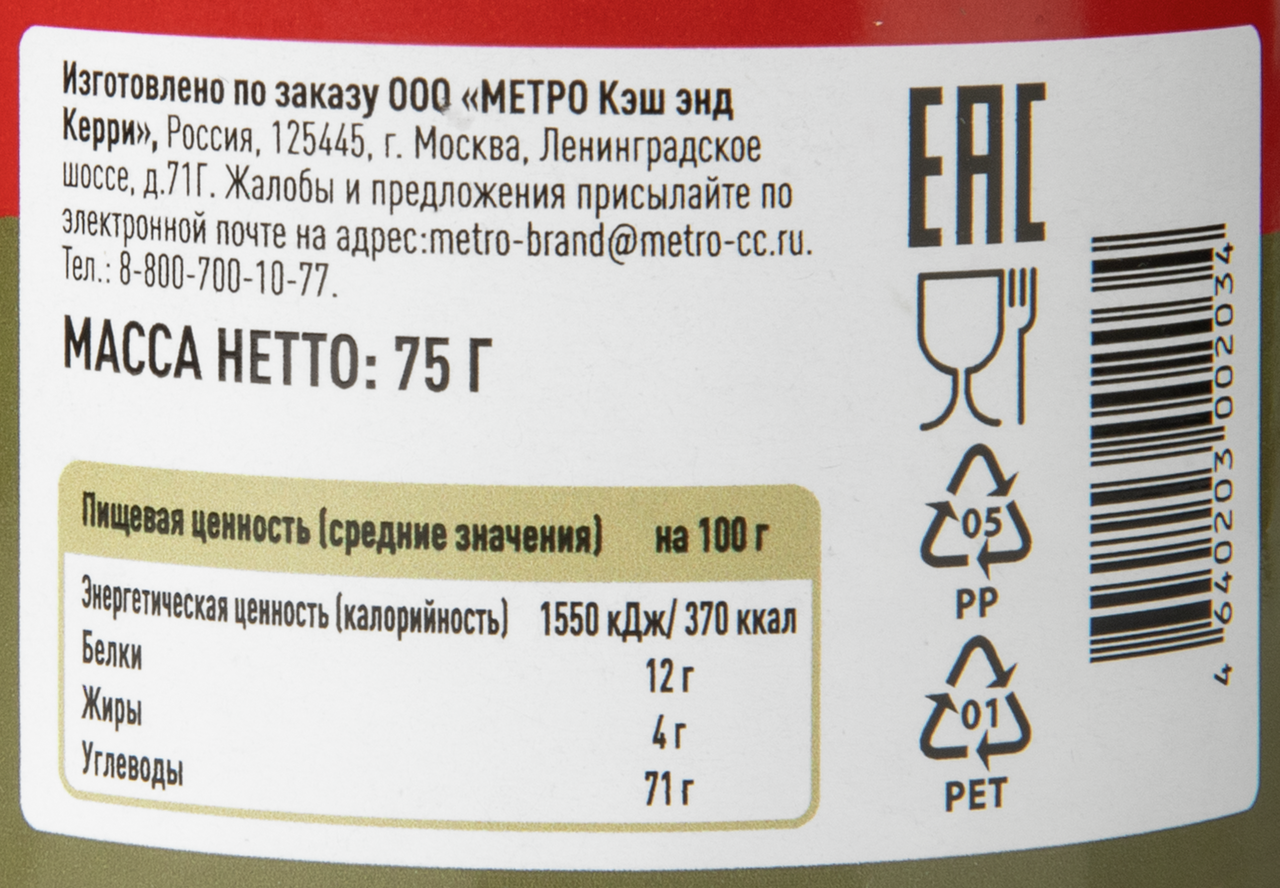 Изготовлено по заказу ООО «МЕТРО Кэш энд
Керри», Россия, 125445, г. Москва, Ленинградское
шоссе, д.71Г. Жалобы и предложения присылайте по
электронной почте на адрес:metro-brand@metro-cc.ru.
Тел.: 8-800-700-10-77.
МАССА НЕТТО: 75 Г
Пищевая ценность (средние значения) на 100 г
Энергетическая ценность (калорийность) 1550 кДж/ 370 ккал
Белки 12 г
Жиры 4 г
Углеводы 71 г
ЕАС
05
PP
01
PET
4 640203 002034